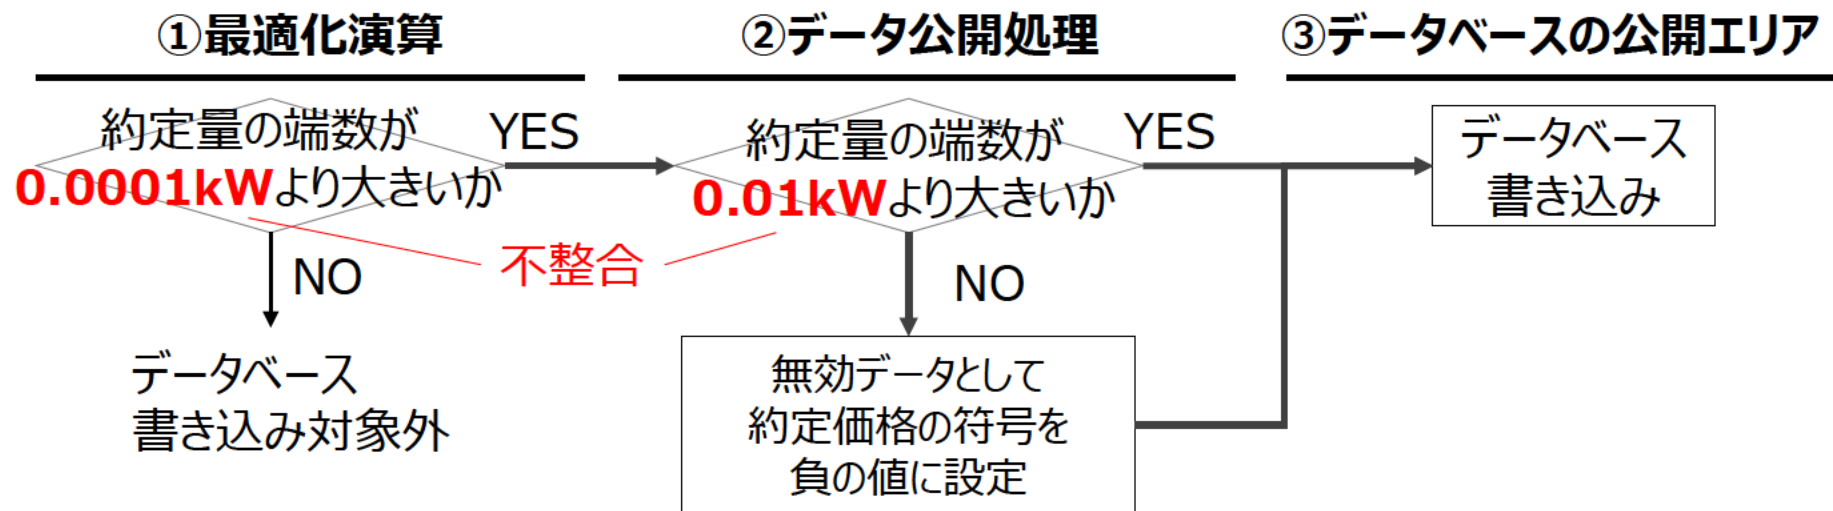 ①最適化演算
②データ公開処理
③データベースの公開エリア
約定量の端数が
0.0001kWより大きいか
YES
NO
データベース
書き込み対象外
不整合
約定量の端数が
0.01kWより大きいか
YES
NO
無効データとして
約定価格の符号を
負の値に設定
データベース
書き込み